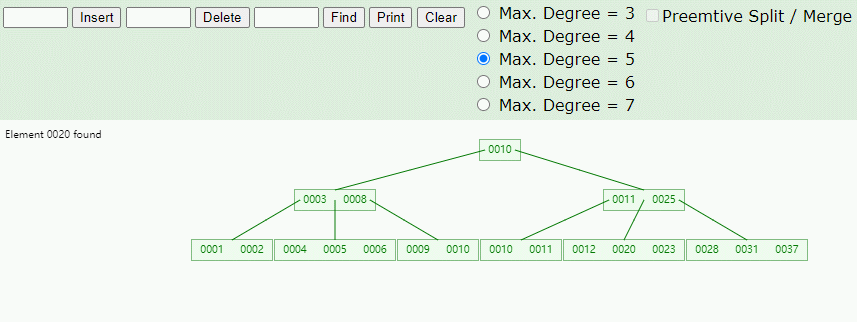 Insert Delete Find Print Clear
Max. Degree = 3
Max. Degree = 4
Max. Degree = 5
Max. Degree = 6
Max. Degree = 7
Preemtive Split / Merge
Element 0020 found
0010
0003 0008 0011 0025
0001 0002 0004 0005 0006 0009 0010 0010 0011 0012 0020 0023 0028 0031 0037